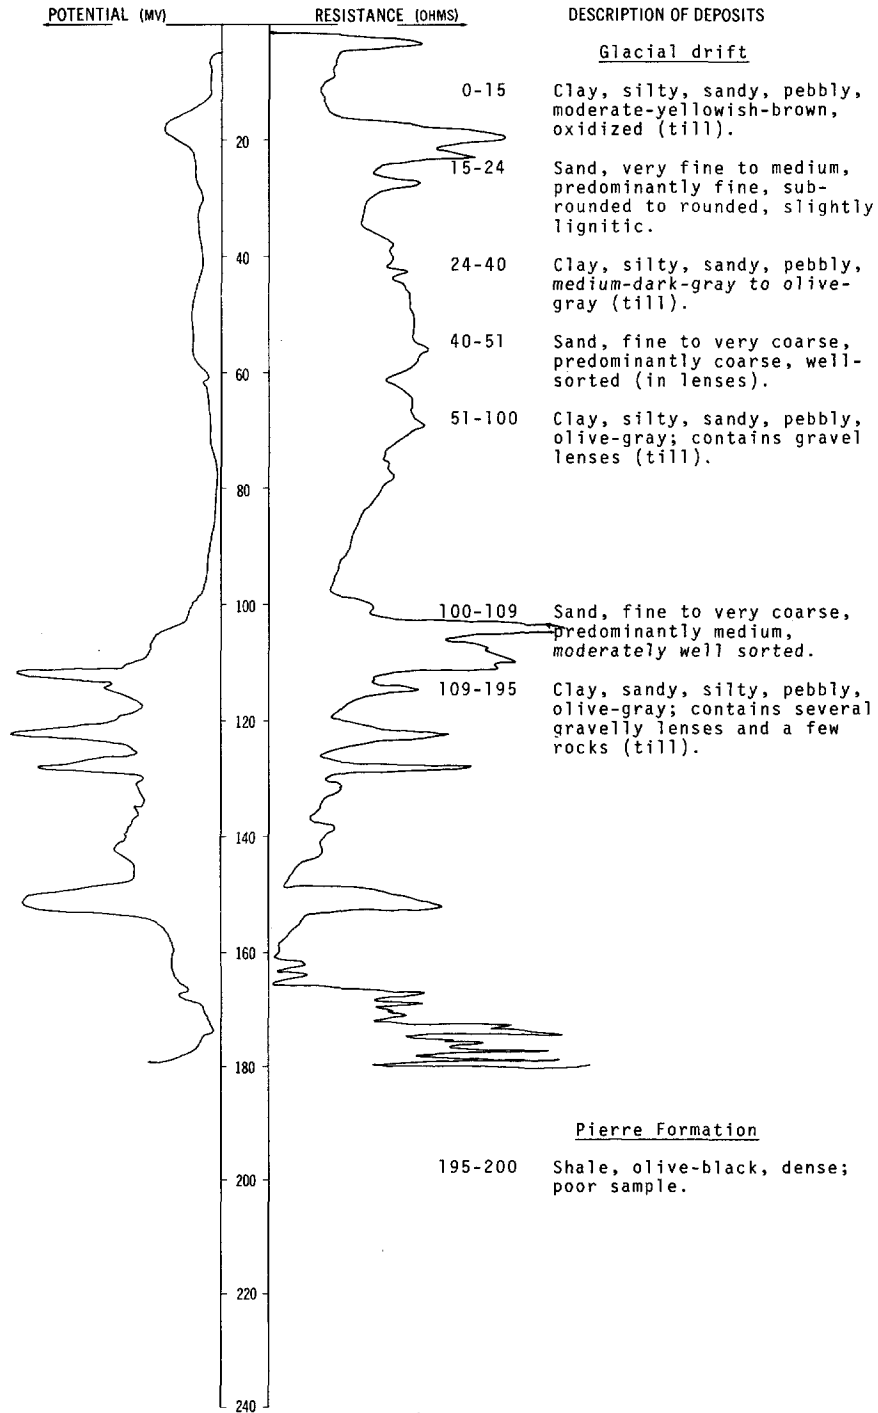 POTENTIAL (MV)
RESISTANCE (OHMS)
DESCRIPTION OF DEPOSITS
Glacial drift
0-15 Clay, silty, sandy, pebbly,
moderate-yellowish-brown,
oxidized (till).
20
15-24 Sand, very fine to medium,
predominantly fine, sub-
rounded to rounded, slightly
lignitic.
40
24-40 Clay, silty, sandy, pebbly,
medium-dark-gray to olive-
gray (till).
40-51 Sand, fine to very coarse,
predominantly coarse, well-
sorted (in lenses).
60
51-100 Clay, silty, sandy, pebbly,
olive-gray; contains gravel
lenses (till).
80
100
100-109 Sand, fine to very coarse,
predominantly medium,
moderately well sorted.
109-195 Clay, sandy, silty, pebbly,
olive-gray; contains several
gravelly lenses and a few
rocks (till).
120
140
160
180
Pierre Formation
195-200 Shale, olive-black, dense;
poor sample.
200
220
240